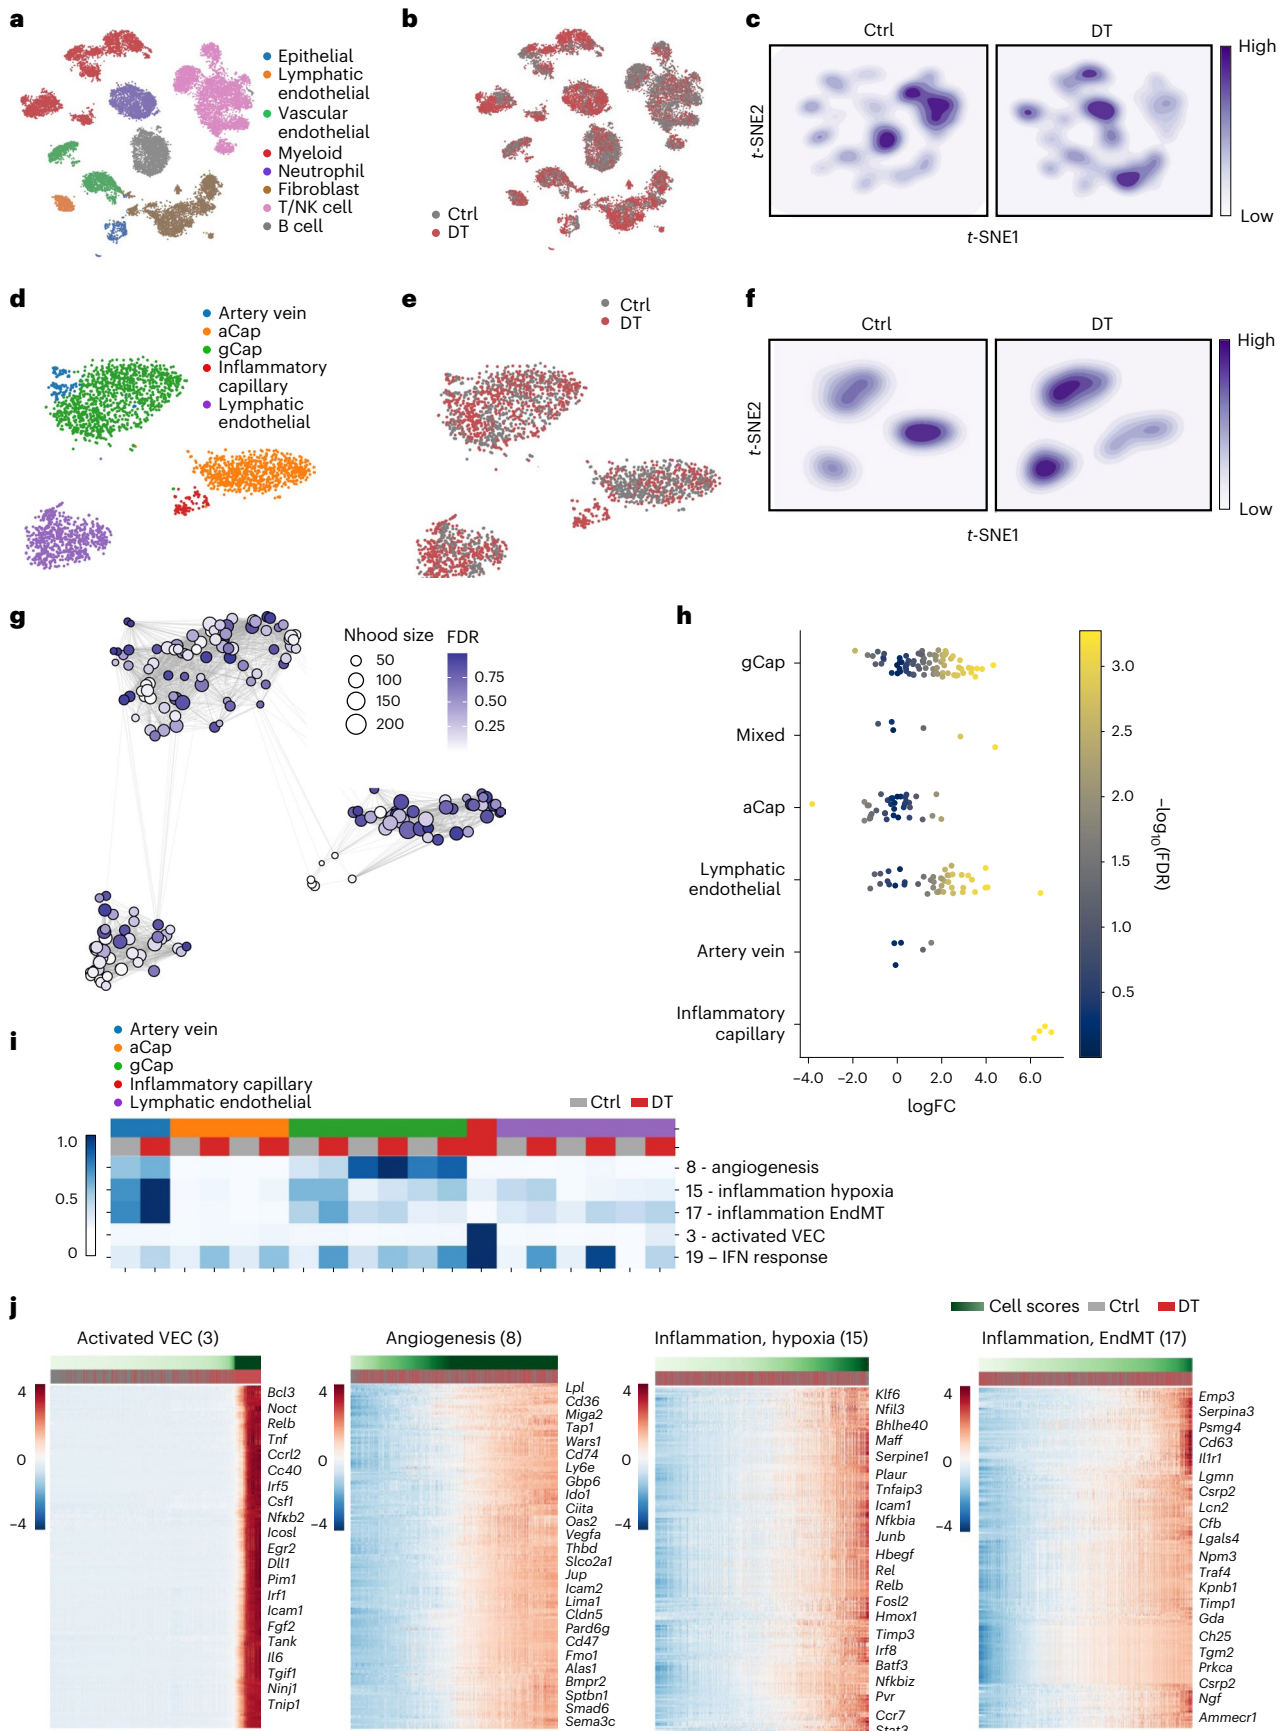 a
Epithelial
Lymphatic
endothelial
Vascular
endothelial
Myeloid
Neutrophil
Fibroblast
T/NK cell
B cell
b
Ctrl
DT
c
Ctrl
DT
High
Low
t-SNE2
t-SNE1
d
Artery vein
aCap
gCap
Inflammatory
capillary
Lymphatic
endothelial
e
Ctrl
DT
f
Ctrl
DT
High
Low
t-SNE2
t-SNE1
g
Nhood size
50
100
150
200
FDR
0.75
0.50
0.25
h
gCap
Mixed
aCap
Lymphatic
endothelial
Artery vein
Inflammatory
capillary
−4.0 −2.0 0 2.0 4.0 6.0
logFC
3.0
2.5
2.0
1.5
1.0
0.5
−log10(FDR)
i
Artery vein
aCap
gCap
Inflammatory capillary
Lymphatic endothelial
Ctrl DT
1.0
0.5
0
8 - angiogenesis
15 - inflammation hypoxia
17 - inflammation EndMT
3 - activated VEC
19 – IFN response
j
Cell scores Ctrl DT
Activated VEC (3)
4
0
−4
Bcl3
Noct
Relb
Tnf
Ccrl2
Cc40
Irf5
Csf1
Nfκb2
Icosl
Egr2
Dll1
Pim1
Irf1
Icam1
Fgf2
Tank
Il6
Tgif1
Ninj1
Tnip1
Angiogenesis (8)
4
0
−4
Lpl
Cd36
Miga2
Tap1
Wars1
Cd74
Ly6e
Gbp6
Ido1
Ciita
Oas2
Vegfa
Thbd
Slco2a1
Jup
Icam2
Lima1
Cldn5
Pard6g
Cd47
Fmo1
Alas1
Bmpr2
Sptbn1
Smad6
Sema3c
Inflammation, hypoxia (15)
4
0
−4
Klf6
Nfil3
Bhlhe40
Maff
Serpine1
Plaur
Tnfaip3
Icam1
Nfkbia
Junb
Hbegf
Rel
Relb
Fosl2
Hmox1
Timp3
Irf8
Batf3
Nfkbiz
Pvr
Ccr7
Stat3
Inflammation, EndMT (17)
4
0
−4
Emp3
Serpina3
Psmg4
Cd63
Il1r1
Lgmn
Csrp2
Lcn2
Cfb
Lgals4
Npm3
Traf4
Kpnb1
Timp1
Gda
Ch25
Tgm2
Prkca
Csrp2
Ngf
Ammecr1